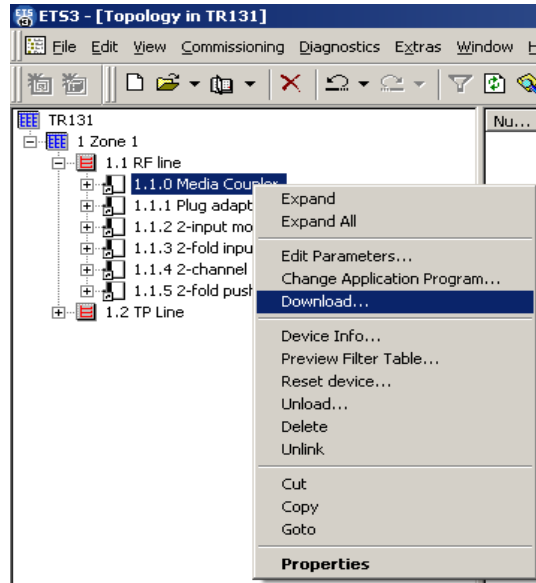 ETS3 - [Topology in TR131]
File Edit View Commissioning Diagnostics Extras Window
TR131
1 Zone 1
1.1 RF line
1.1.0 Media Coupler
1.1.1 Plug adapt
1.1.2 2-input mo
1.1.3 2-fold inpu
1.1.4 2-channel
1.1.5 2-fold push
1.2 TP Line
Nu...
Expand
Expand All
Edit Parameters...
Change Application Program...
Download...
Device Info...
Preview Filter Table...
Reset device...
Unload...
Delete
Unlink
Cut
Copy
Goto
Properties